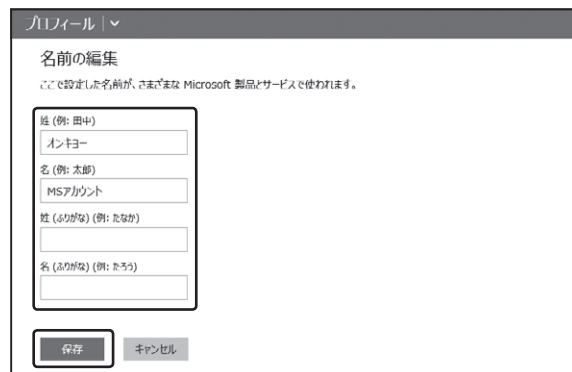 プロフィール
名前の編集
ここで設定した名前が、さまざまな Microsoft 製品とサービスで使われます。
姓 (例: 田中)
オンキヨー
名 (例: 太郎)
MSアカウント
姓 (ふりがな) (例: たなか)
名 (ふりがな) (例: たろう)
保存 キャンセル